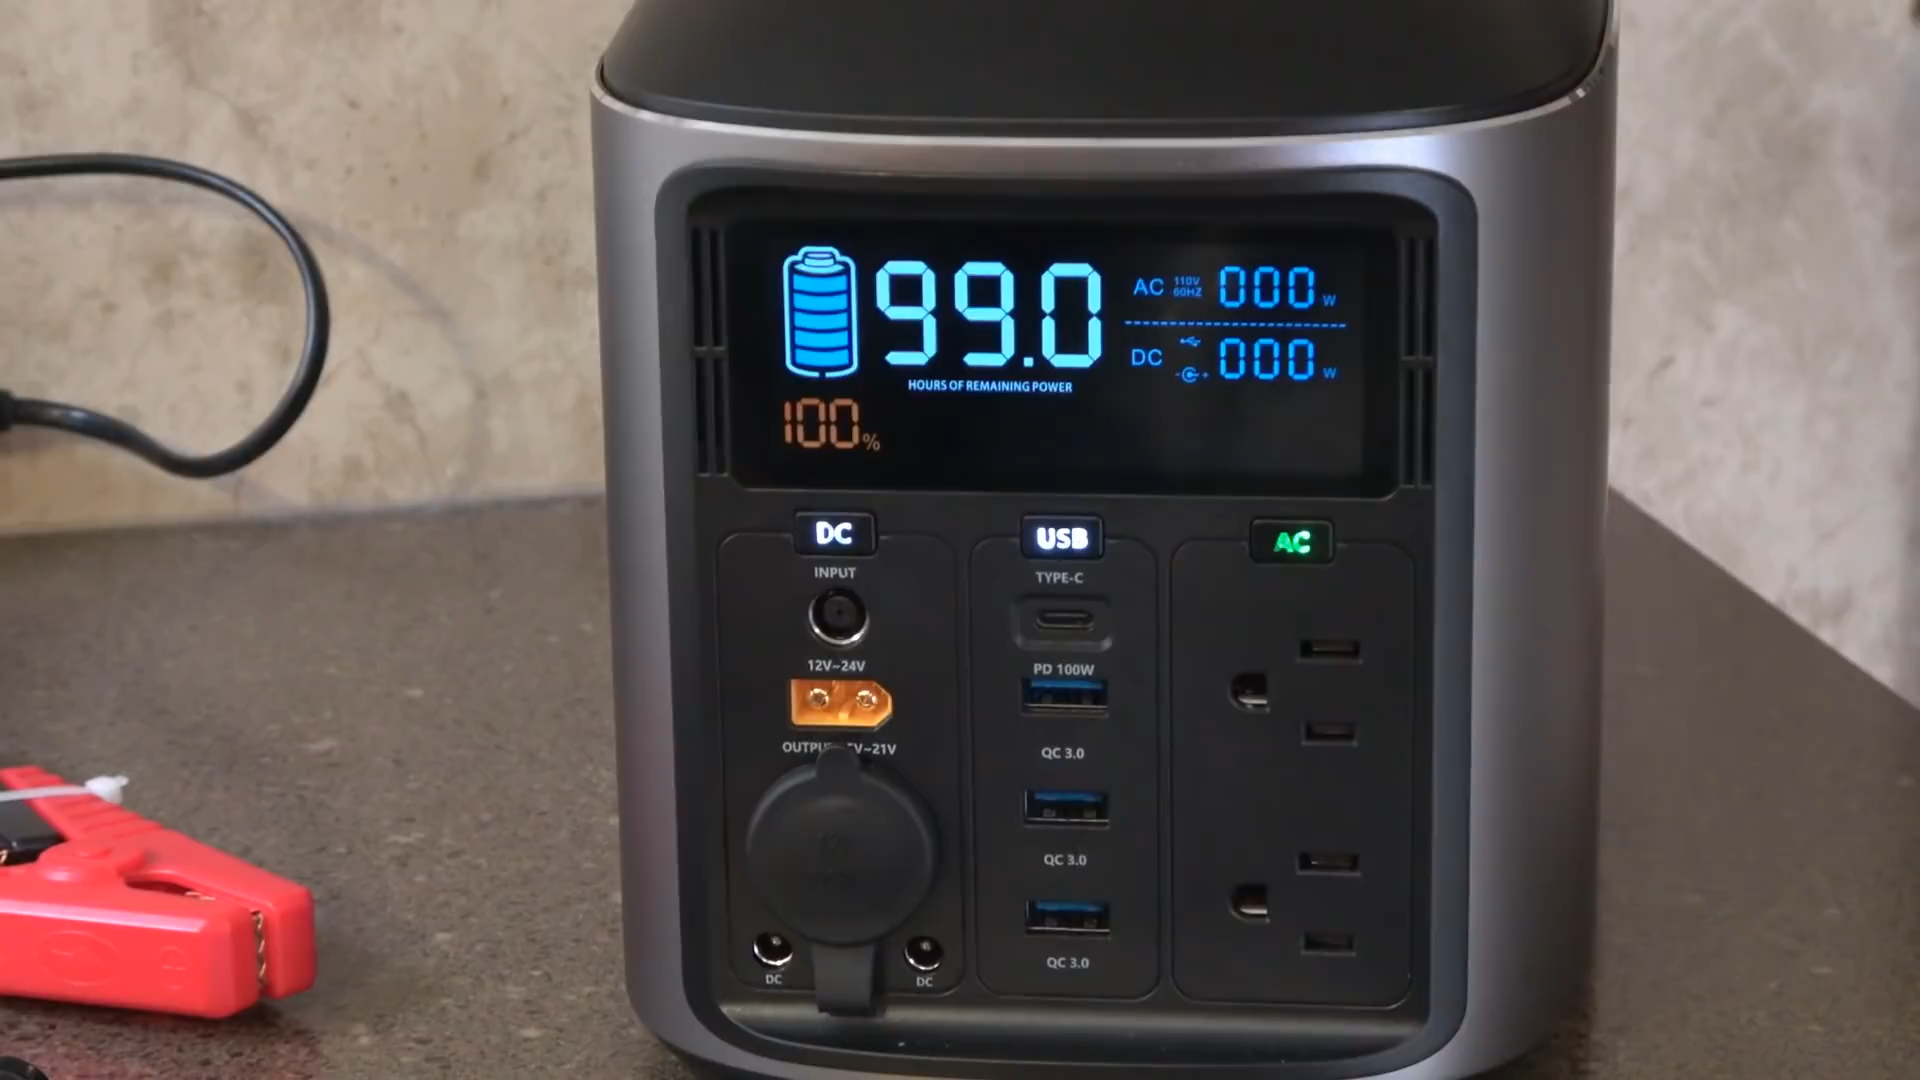 99.0
HOURS OF REMAINING POWER
100%
AC 110V 60HZ 000 W
DC 000 W
DC
INPUT
12V~24V
DC
DC
USB
TYPE-C
PD 100W
QC 3.0
QC 3.0
QC 3.0
AC